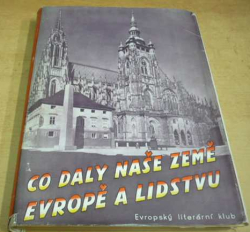 CO DALY NAŠE ZEMĚ
EVROPĚ A LIDSTVU
Evropský literární klub